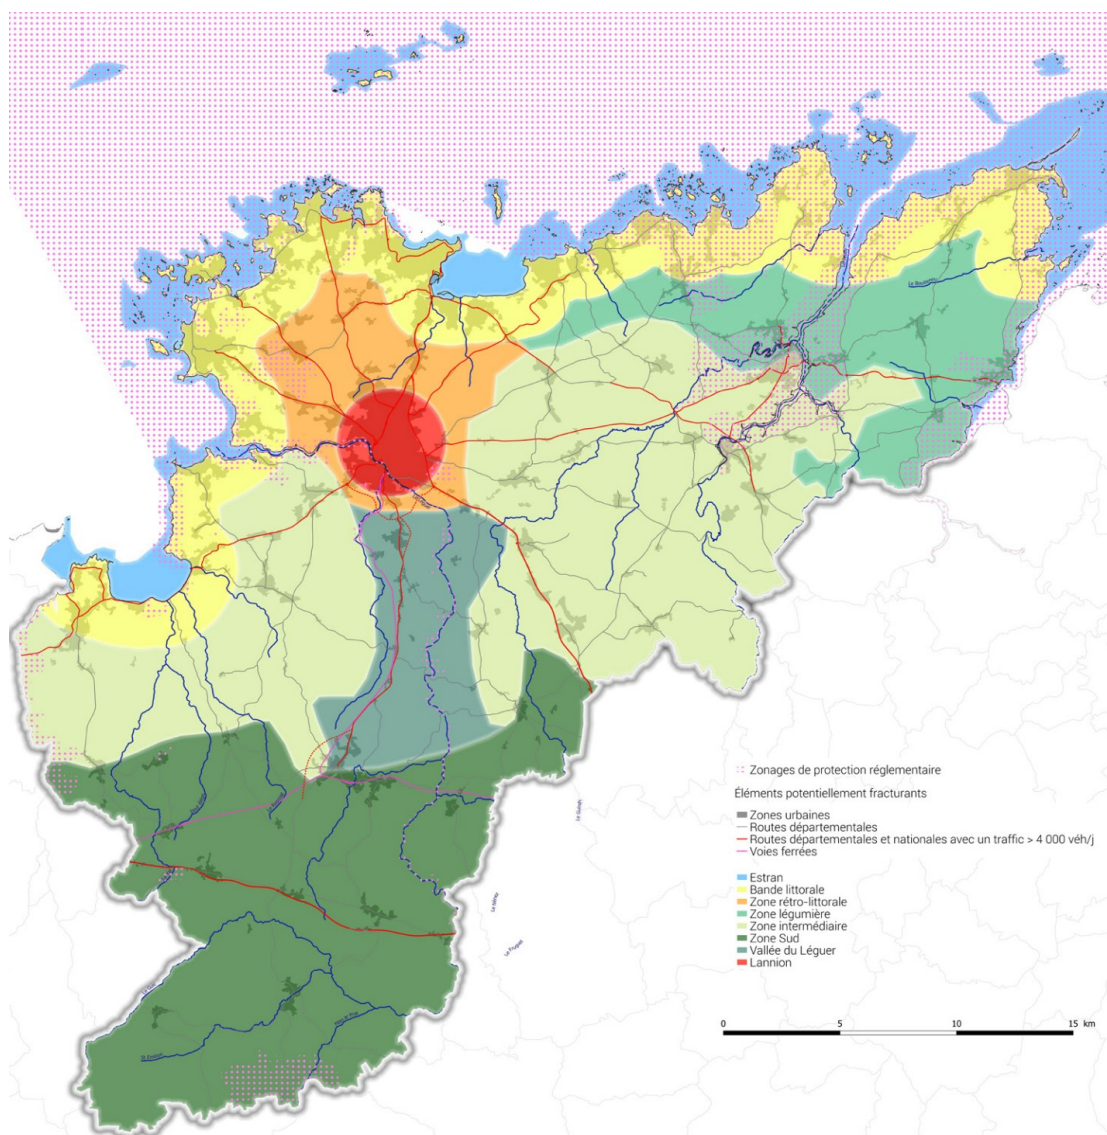 Zonages de protection réglementaire
Éléments potentiellement fracturants
Zones urbaines
Routes départementales
Routes départementales et nationales avec un traffic > 4 000 véh/j
Voies ferrées
Estran
Bande littorale
Zone rétro-littorale
Zone légumière
Zone intermédiaire
Zone Sud
Vallée du Léguer
Lannion
0 5 10 15 km